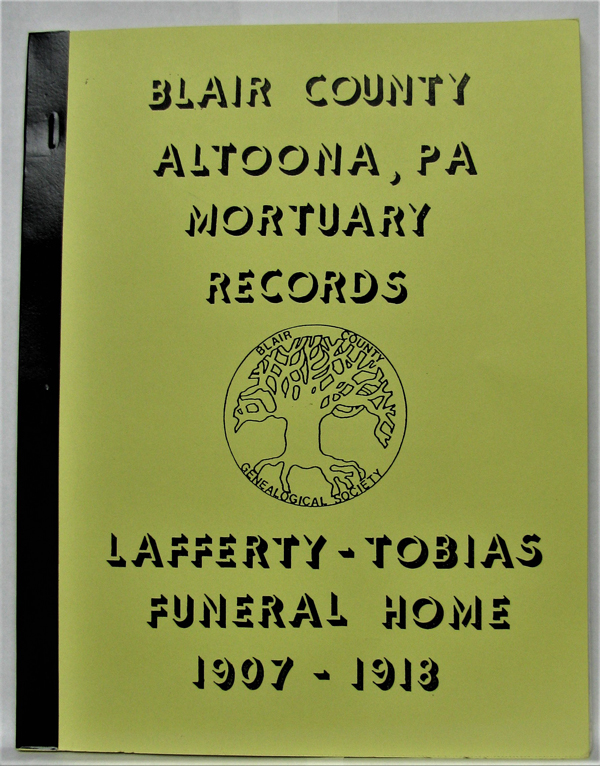 BLAIR COUNTY
ALTOONA, PA
MORTUARY
RECORDS
BLAIR COUNTY
GENEALOGICAL SOCIETY
LAFFERTY-TOBIAS
FUNERAL HOME
1907 - 1918